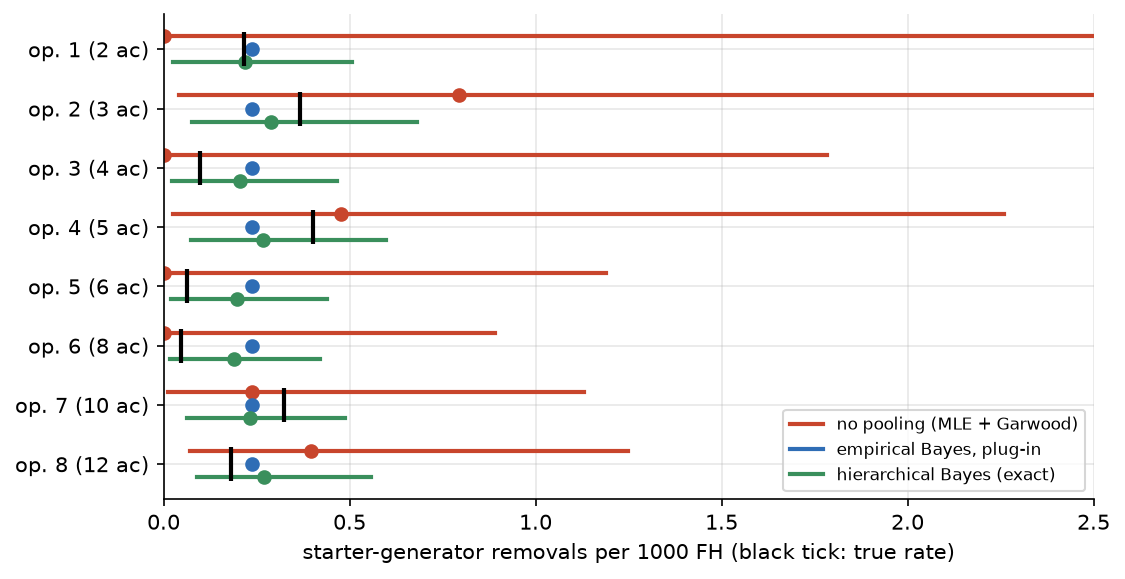 op. 1 (2 ac)
op. 2 (3 ac)
op. 3 (4 ac)
op. 4 (5 ac)
op. 5 (6 ac)
op. 6 (8 ac)
op. 7 (10 ac)
op. 8 (12 ac)
no pooling (MLE + Garwood)
empirical Bayes, plug-in
hierarchical Bayes (exact)
0.0 0.5 1.0 1.5 2.0 2.5
starter-generator removals per 1000 FH (black tick: true rate)